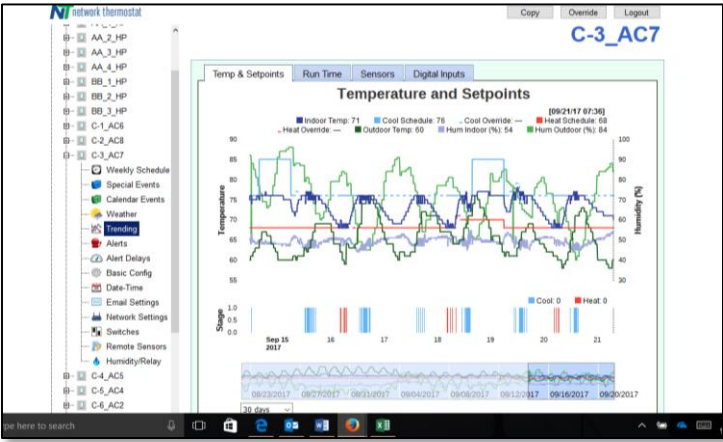 network thermostat
Copy
Override
Logout
C-3_AC7
AA_2_HP
AA_3_HP
AA_4_HP
BB_1_HP
BB_2_HP
BB_3_HP
C-1_AC6
C-2_AC8
C-3_AC7
Weekly Schedule
Special Events
Calendar Events
Weather
Trending
Alerts
Alert Delays
Basic Config
Date-Time
Email Settings
Network Settings
Switches
Remote Sensors
Humidity/Relay
C-4_AC5
C-5_AC4
C-6_AC2
Temp & Setpoints
Run Time
Sensors
Digital Inputs
Temperature and Setpoints
[09/21/17 07:36]
Indoor Temp: 71 Cool Schedule: 76 Cool Override: — Heat Schedule: 68
Heat Override: — Outdoor Temp: 60 Hum Indoor (%): 54 Hum Outdoor (%): 84
Temperature
90
85
80
75
70
65
60
55
100
90
80
70
60
50
40
30
Humidity (%)
Cool: 0 Heat: 0
Stage
1.0
0.5
0.0
Sep 15 16 17 18 19 20 21
2017
08/23/2017 08/27/2017 08/31/2017 09/04/2017 09/08/2017 09/12/2017 09/16/2017 09/20/2017
30 days
pe here to search